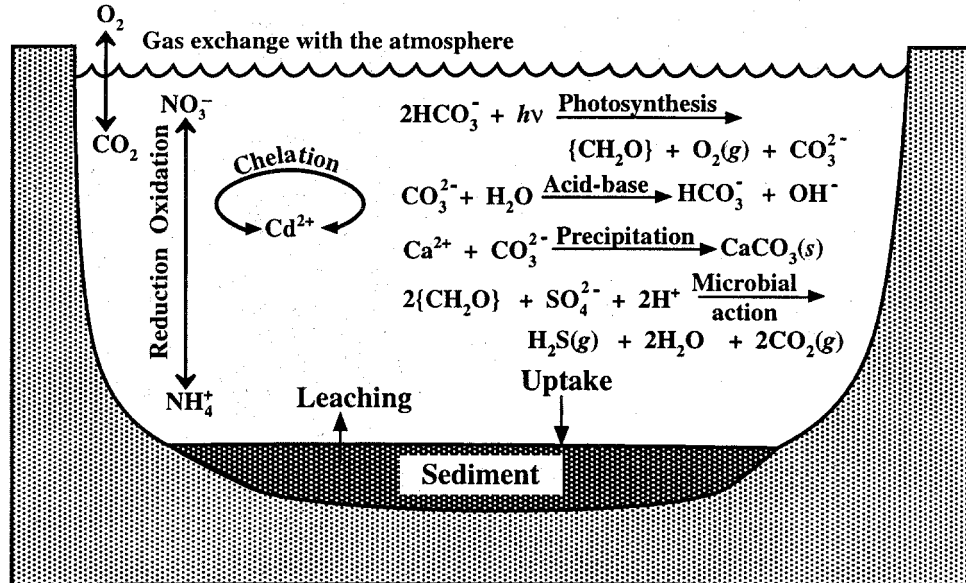 O₂
Gas exchange with the atmosphere
CO₂
NO₃⁻
Reduction Oxidation
NH₄⁺
Chelation
Cd²⁺
2HCO₃⁻ + hν Photosynthesis
{CH₂O} + O₂(g) + CO₃²⁻
CO₃²⁻ + H₂O Acid-base HCO₃⁻ + OH⁻
Ca²⁺ + CO₃²⁻ Precipitation CaCO₃(s)
2{CH₂O} + SO₄²⁻ + 2H⁺ Microbial action
H₂S(g) + 2H₂O + 2CO₂(g)
Leaching
Uptake
Sediment